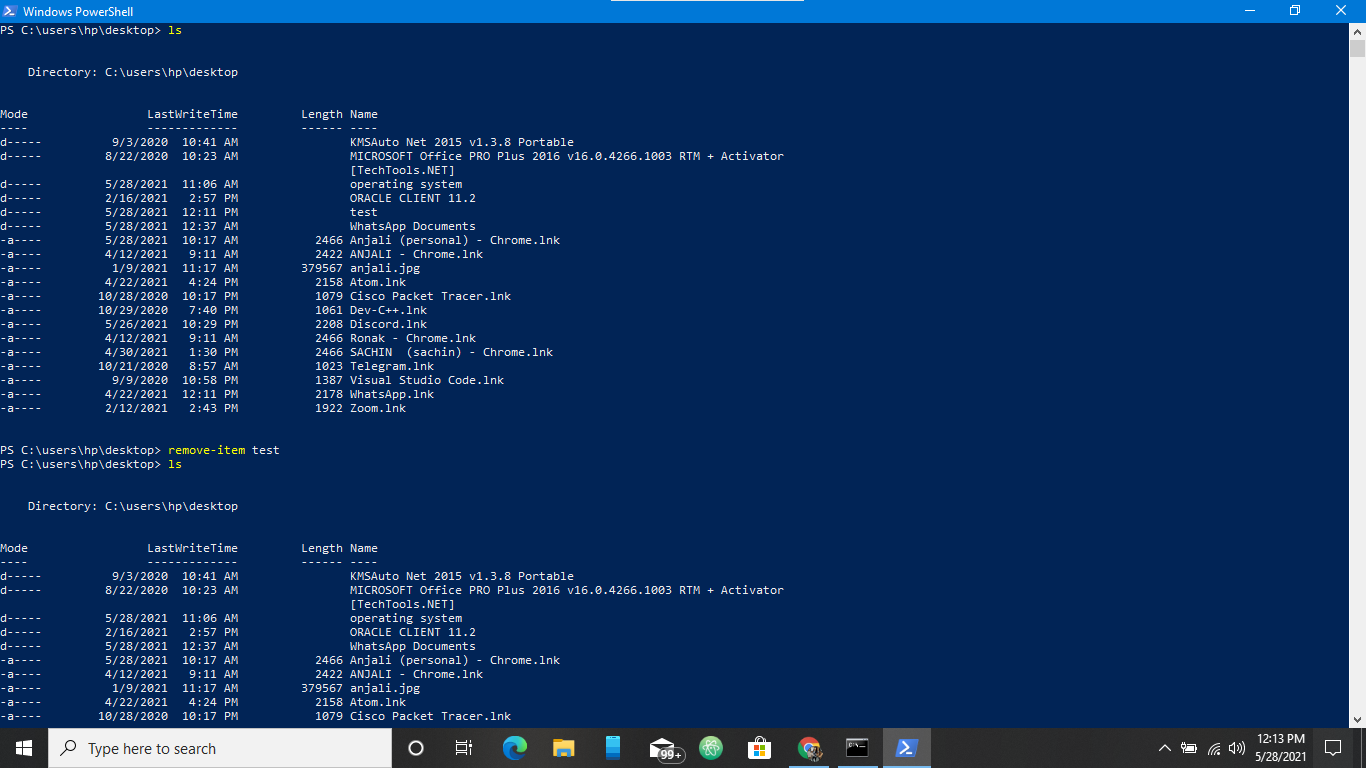 Windows PowerShell
PS C:\users\hp\desktop> ls
Directory: C:\users\hp\desktop
Mode LastWriteTime Length Name
---- ------------- ------ ----
d----- 9/3/2020 10:41 AM KMSAuto Net 2015 v1.3.8 Portable
d----- 8/22/2020 10:23 AM MICROSOFT Office PRO Plus 2016 v16.0.4266.1003 RTM + Activator
[TechTools.NET]
d----- 5/28/2021 11:06 AM operating system
d----- 2/16/2021 2:57 PM ORACLE CLIENT 11.2
d----- 5/28/2021 12:11 PM test
d----- 5/28/2021 12:37 AM WhatsApp Documents
-a---- 5/28/2021 10:17 AM 2466 Anjali (personal) - Chrome.lnk
-a---- 4/12/2021 9:11 AM 2422 ANJALI - Chrome.lnk
-a---- 1/9/2021 11:17 AM 379567 anjali.jpg
-a---- 4/22/2021 4:24 PM 2158 Atom.lnk
-a---- 10/28/2020 10:17 PM 1079 Cisco Packet Tracer.lnk
-a---- 10/29/2020 7:40 PM 1061 Dev-C++.lnk
-a---- 5/26/2021 10:29 PM 2208 Discord.lnk
-a---- 4/12/2021 9:11 AM 2466 Ronak - Chrome.lnk
-a---- 4/30/2021 1:30 PM 2466 SACHIN  (sachin) - Chrome.lnk
-a---- 10/21/2020 8:57 AM 1023 Telegram.lnk
-a---- 9/9/2020 10:58 PM 1387 Visual Studio Code.lnk
-a---- 4/22/2021 12:11 PM 2178 WhatsApp.lnk
-a---- 2/12/2021 2:43 PM 1922 Zoom.lnk
PS C:\users\hp\desktop> remove-item test
PS C:\users\hp\desktop> ls
Directory: C:\users\hp\desktop
Mode LastWriteTime Length Name
---- ------------- ------ ----
d----- 9/3/2020 10:41 AM KMSAuto Net 2015 v1.3.8 Portable
d----- 8/22/2020 10:23 AM MICROSOFT Office PRO Plus 2016 v16.0.4266.1003 RTM + Activator
[TechTools.NET]
d----- 5/28/2021 11:06 AM operating system
d----- 2/16/2021 2:57 PM ORACLE CLIENT 11.2
d----- 5/28/2021 12:37 AM WhatsApp Documents
-a---- 5/28/2021 10:17 AM 2466 Anjali (personal) - Chrome.lnk
-a---- 4/12/2021 9:11 AM 2422 ANJALI - Chrome.lnk
-a---- 1/9/2021 11:17 AM 379567 anjali.jpg
-a---- 4/22/2021 4:24 PM 2158 Atom.lnk
-a---- 10/28/2020 10:17 PM 1079 Cisco Packet Tracer.lnk
Type here to search
99+
12:13 PM
5/28/2021